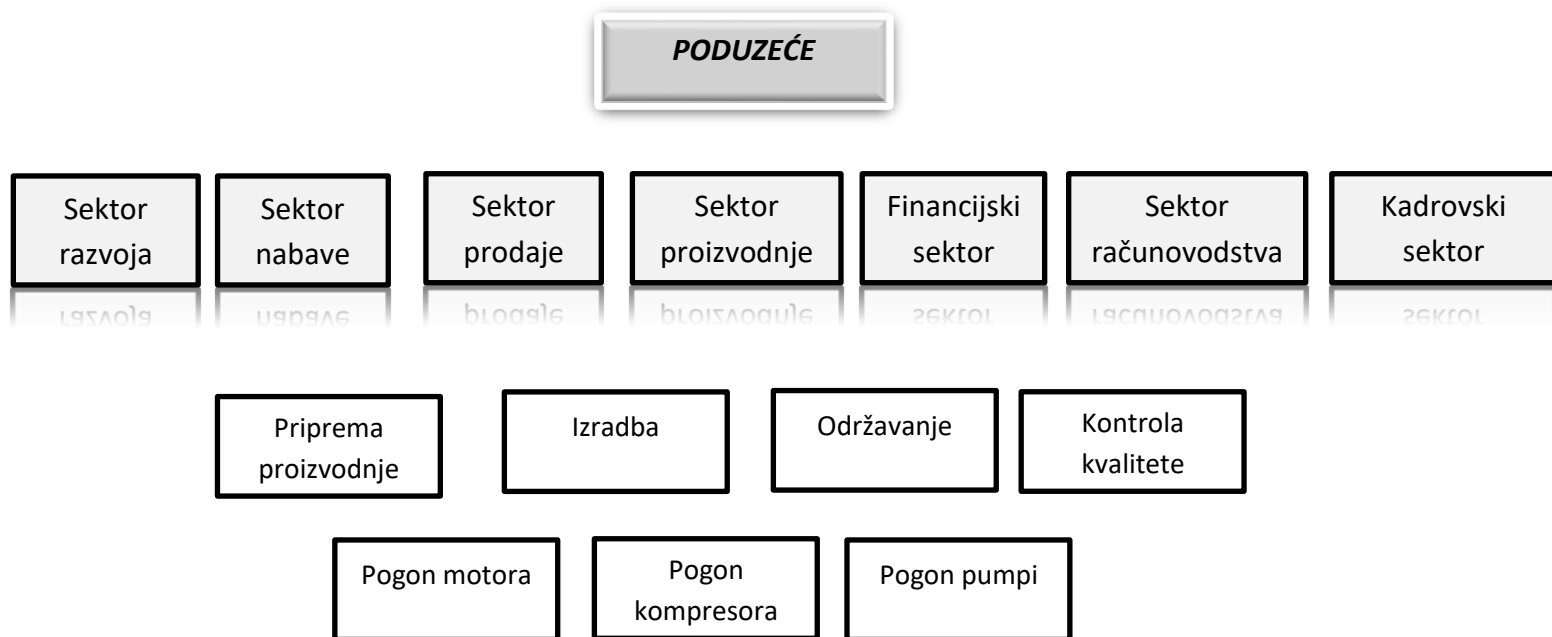 PODUZEĆE
Sektor
razvoja
Sektor
nabave
Sektor
prodaje
Sektor
proizvodnje
Financijski
sektor
Sektor
računovodstva
Kadrovski
sektor
Priprema
proizvodnje
Izradba
Održavanje
Kontrola
kvalitete
Pogon motora
Pogon
kompresora
Pogon pumpi